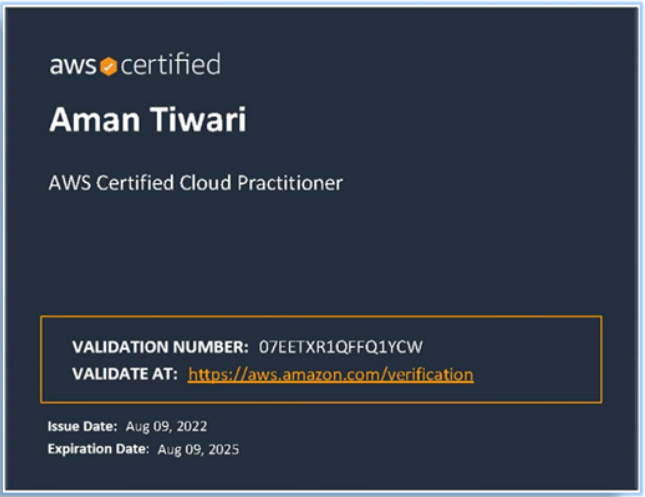 aws certified
Aman Tiwari
AWS Certified Cloud Practitioner
VALIDATION NUMBER: 07EETXR1QFFQ1YCW
VALIDATE AT: https://aws.amazon.com/verification
Issue Date: Aug 09, 2022
Expiration Date: Aug 09, 2025